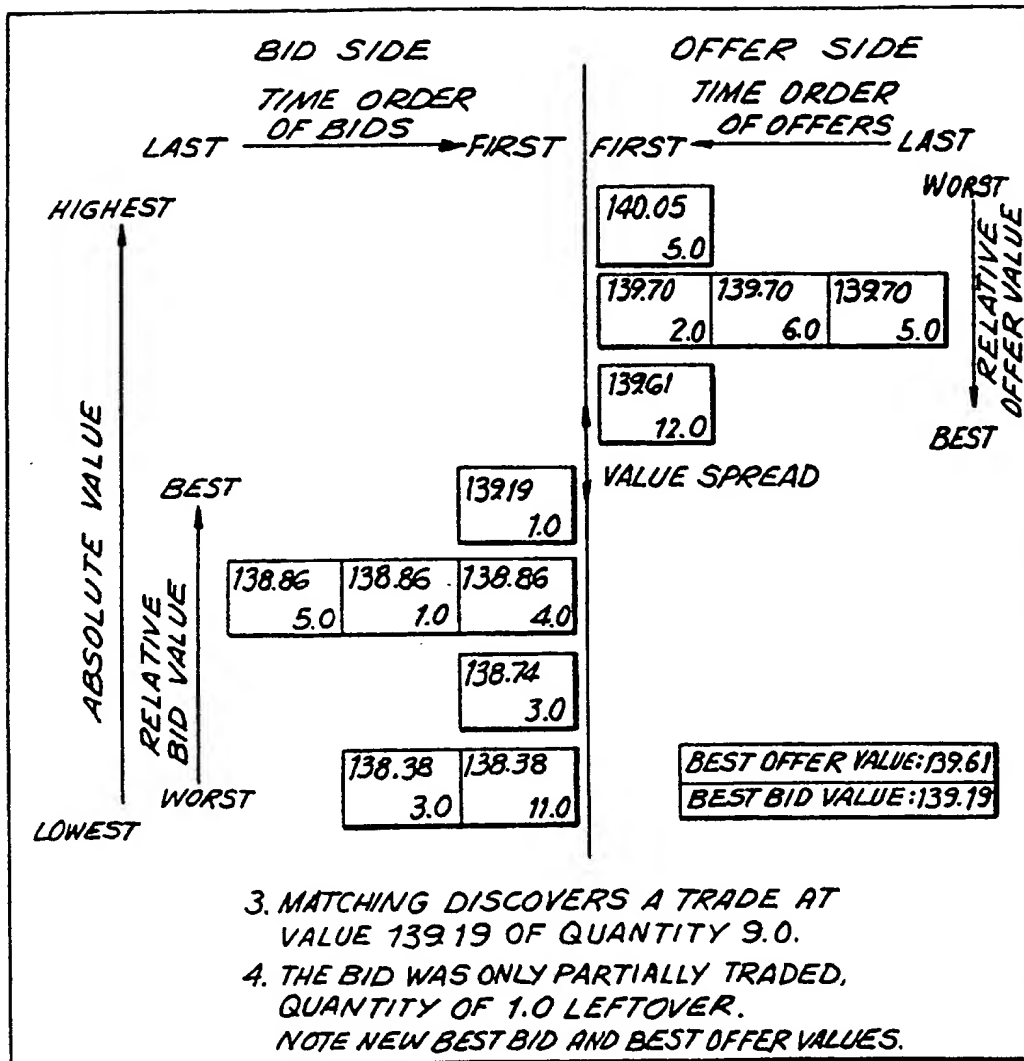 BID SIDE
OFFER SIDE
TIME ORDER
OF BIDS
TIME ORDER
OF OFFERS
LAST
FIRST
FIRST
LAST
HIGHEST
WORST
140.05
5.0
RELATIVE
OFFER VALUE
139.70 139.70 139.70
2.0 6.0 5.0
139.61
12.0
BEST
VALUE SPREAD
ABSOLUTE VALUE
BEST
139.19
1.0
138.86 138.86 138.86
5.0 1.0 4.0
RELATIVE
BID VALUE
138.74
3.0
138.38 138.38
3.0 11.0
BEST OFFER VALUE:139.61
BEST BID VALUE:139.19
WORST
LOWEST
3. MATCHING DISCOVERS A TRADE AT
VALUE 139.19 OF QUANTITY 9.0.
4. THE BID WAS ONLY PARTIALLY TRADED,
QUANTITY OF 1.0 LEFTOVER.
NOTE NEW BEST BID AND BEST OFFER VALUES.